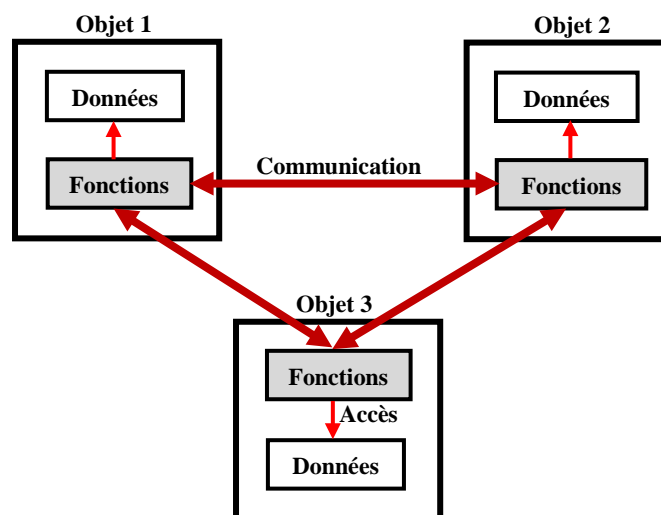 Objet 1
Objet 2
Données
Données
Communication
Fonctions
Fonctions
Objet 3
Fonctions
Accès
Données